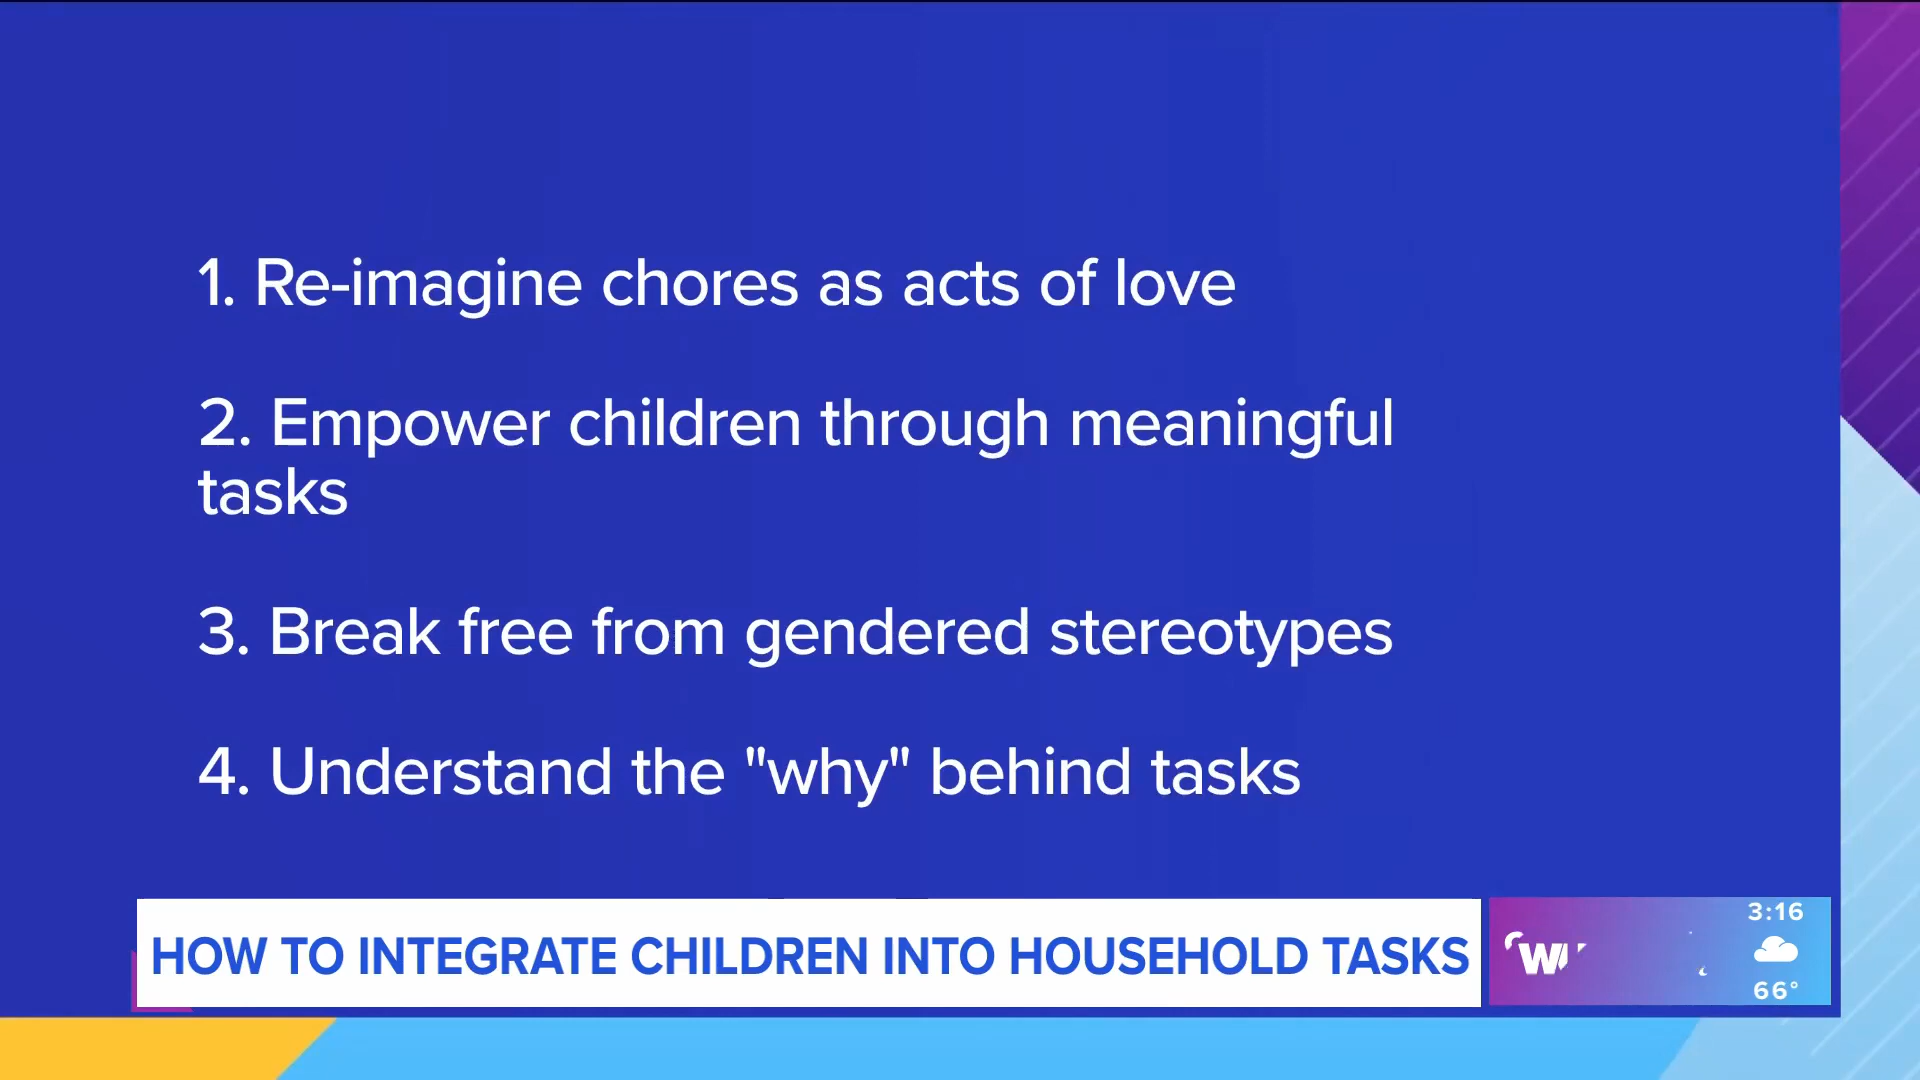 1. Re-imagine chores as acts of love
2. Empower children through meaningful
tasks
3. Break free from gendered stereotypes
4. Understand the "why" behind tasks
HOW TO INTEGRATE CHILDREN INTO HOUSEHOLD TASKS
3:16
66°